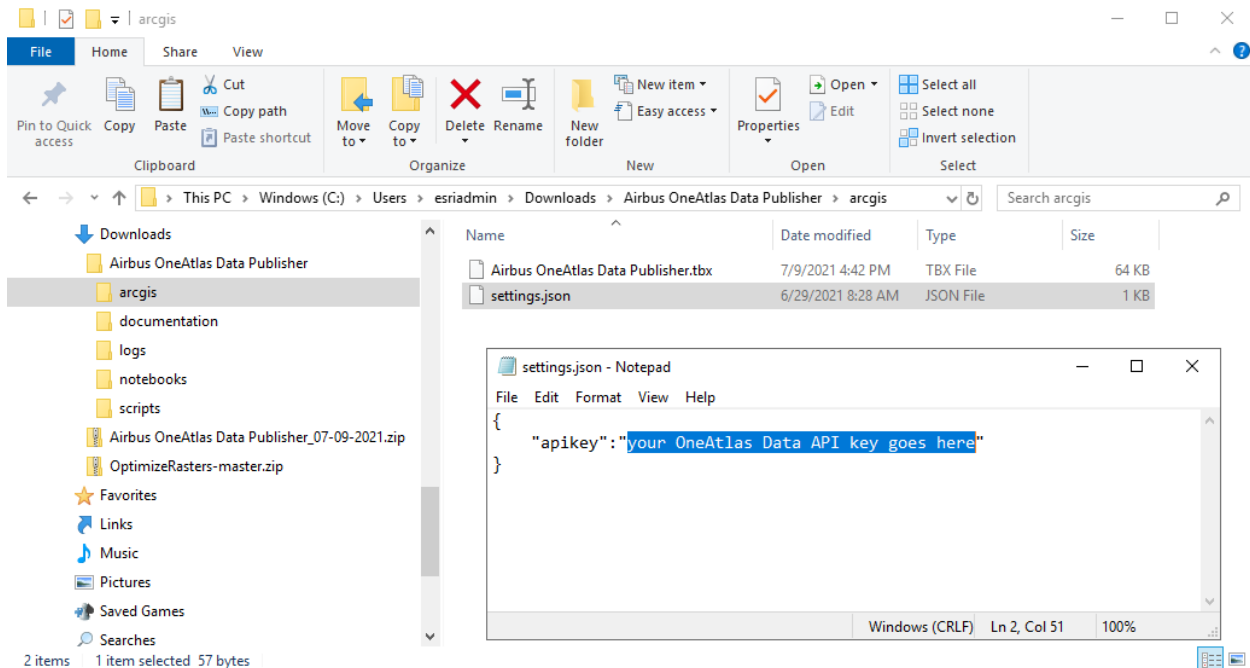 arcgis
File Home Share View
Pin to Quick access
Copy
Paste
Cut
Copy path
Paste shortcut
Clipboard
Move to
Copy to
Delete
Rename
Organize
New folder
New item
Easy access
New
Properties
Open
Edit
Open
Select all
Select none
Invert selection
Select
This PC > Windows (C:) > Users > esriadmin > Downloads > Airbus OneAtlas Data Publisher > arcgis
Search arcgis
Downloads
Airbus OneAtlas Data Publisher
arcgis
documentation
logs
notebooks
scripts
Airbus OneAtlas Data Publisher_07-09-2021.zip
OptimizeRasters-master.zip
Favorites
Links
Music
Pictures
Saved Games
Searches
Name Date modified Type Size
Airbus OneAtlas Data Publisher.tbx 7/9/2021 4:42 PM TBX File 64 KB
settings.json 6/29/2021 8:28 AM JSON File 1 KB
settings.json - Notepad
File Edit Format View Help
{
"apikey":"your OneAtlas Data API key goes here"
}
Windows (CRLF) Ln 2, Col 51 100%
2 items 1 item selected 57 bytes